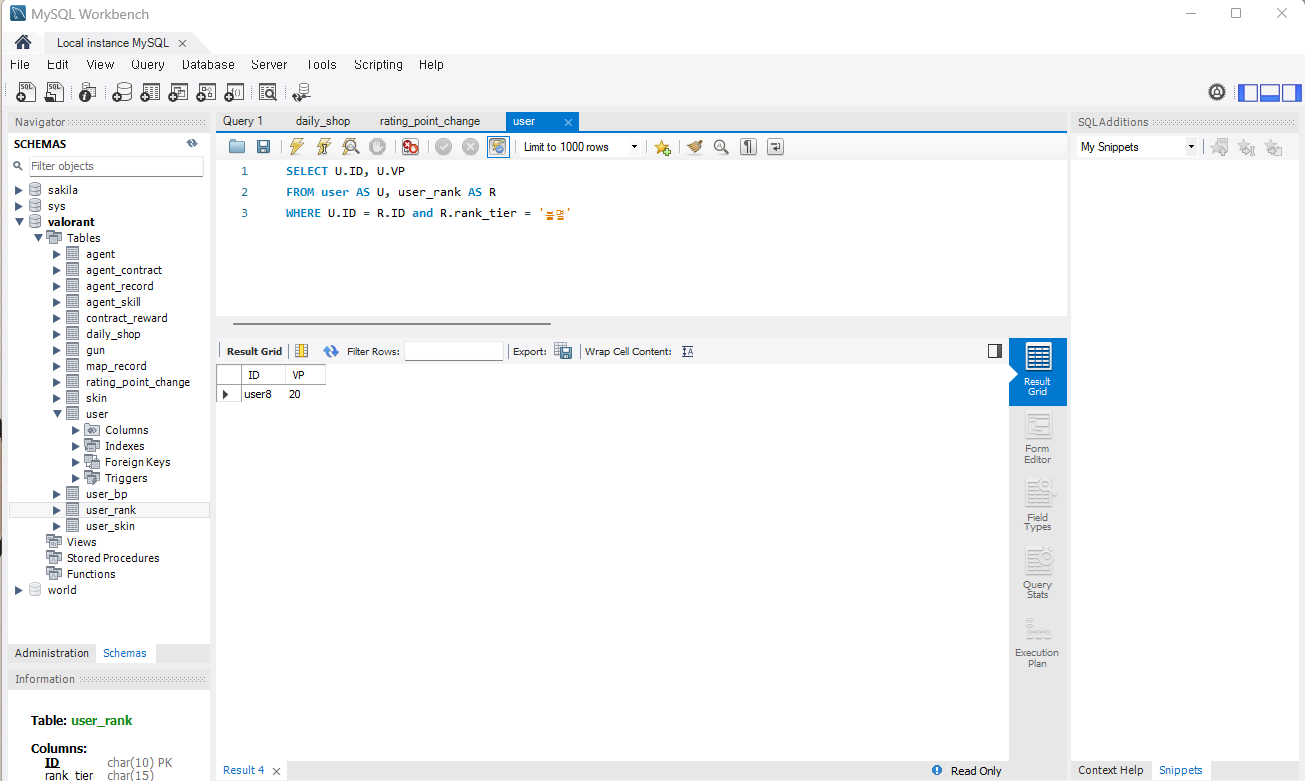 MySQL Workbench
Local instance MySQL
File Edit View Query Database Server Tools Scripting Help
Navigator
SCHEMAS
Filter objects
sakila
sys
valorant
Tables
agent
agent_contract
agent_record
agent_skill
contract_reward
daily_shop
gun
map_record
rating_point_change
skin
user
Columns
Indexes
Foreign Keys
Triggers
user_bp
user_rank
user_skin
Views
Stored Procedures
Functions
world
Administration Schemas
Information
Table: user_rank
Columns:
ID char(10) PK
rank_tier char(15)
Query 1 daily_shop rating_point_change user
Limit to 1000 rows
1 SELECT U.ID, U.VP
2 FROM user AS U, user_rank AS R
3 WHERE U.ID = R.ID and R.rank_tier = '불멸'
Result Grid Filter Rows: Export: Wrap Cell Content:
ID VP
user8 20
Result Grid
Form Editor
Field Types
Query Stats
Execution Plan
Result 4 Read Only
SQLAdditions
My Snippets
Context Help Snippets